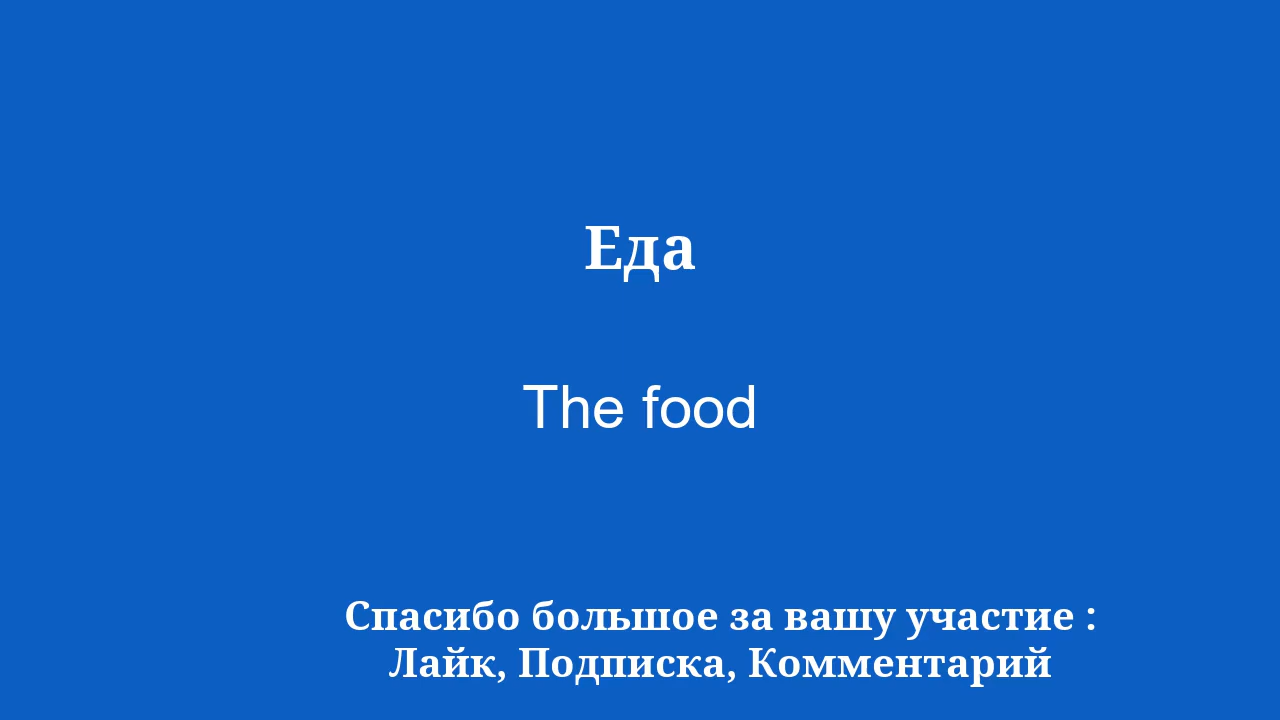 Еда
The food
Спасибо большое за вашу участие :
Лайк, Подписка, Комментарий